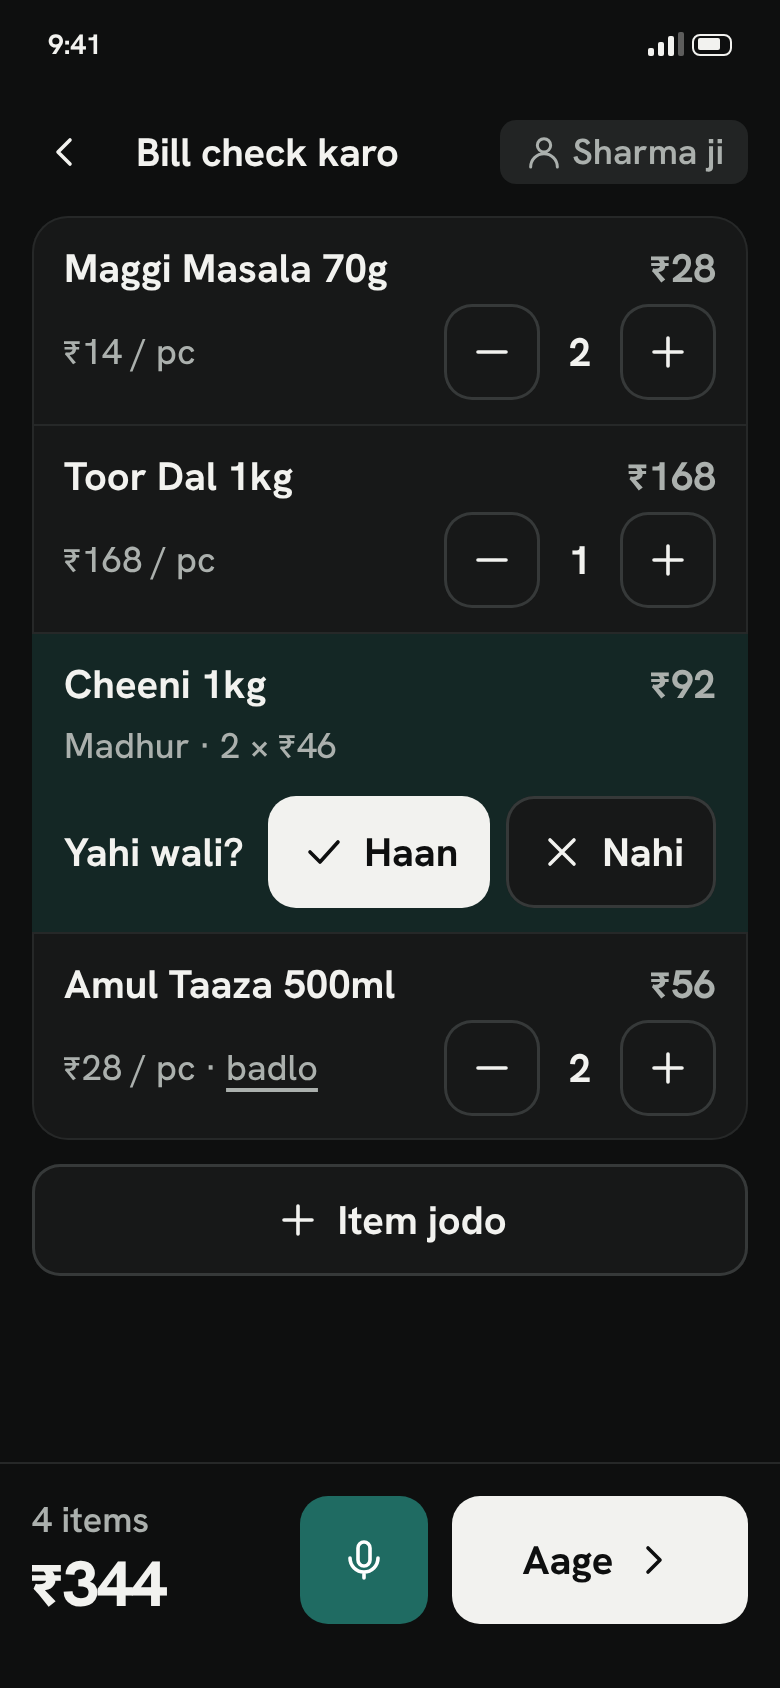 9:41
Bill check karo
Sharma ji
Maggi Masala 70g ₹28
₹14 / pc 2
Toor Dal 1kg ₹168
₹168 / pc 1
Cheeni 1kg ₹92
Madhur · 2 × ₹46
Yahi wali? Haan Nahi
Amul Taaza 500ml ₹56
₹28 / pc · badlo 2
Item jodo
4 items
₹344
Aage